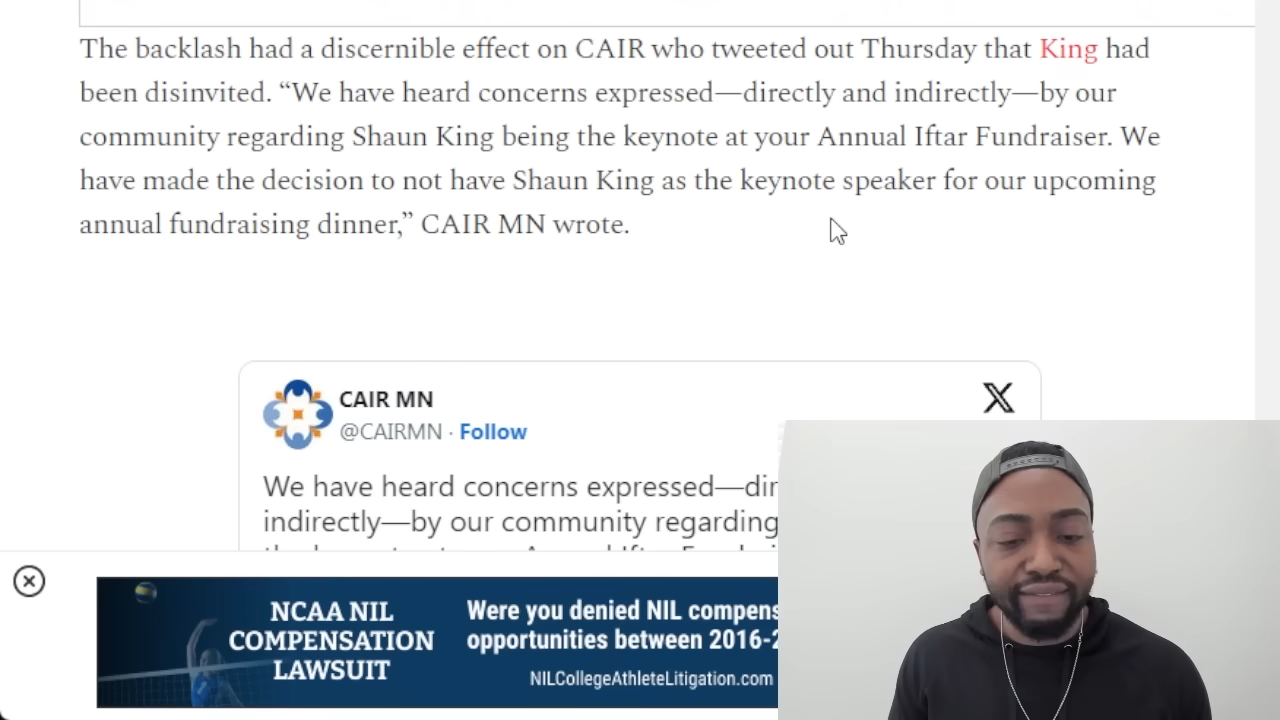 The backlash had a discernible effect on CAIR who tweeted out Thursday that King had
been disinvited. “We have heard concerns expressed—directly and indirectly—by our
community regarding Shaun King being the keynote at your Annual Iftar Fundraiser. We
have made the decision to not have Shaun King as the keynote speaker for our upcoming
annual fundraising dinner,” CAIR MN wrote.
CAIR MN
@CAIRMN · Follow
We have heard concerns expressed—
indirectly—by our community regarding
NCAA NIL
COMPENSATION
LAWSUIT
Were you denied NIL
opportunities between 2016-
NILCollegeAthleteLitigation.com